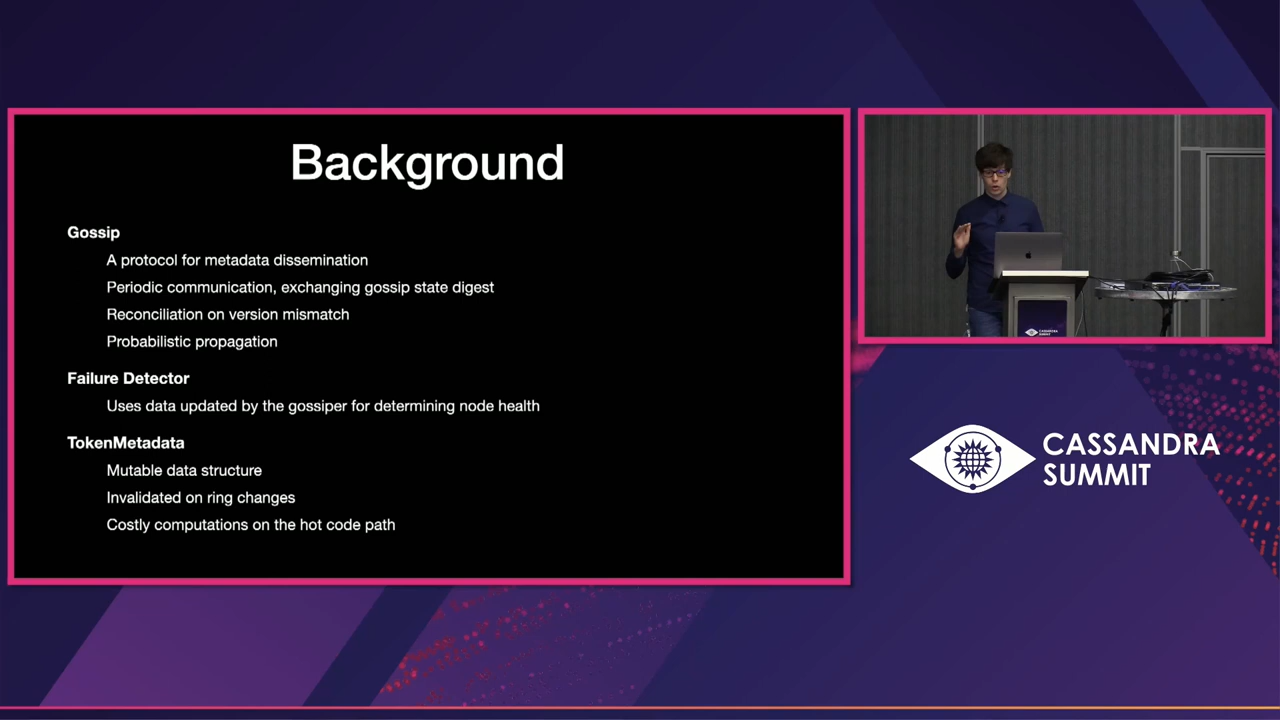 Background
Gossip
A protocol for metadata dissemination
Periodic communication, exchanging gossip state digest
Reconciliation on version mismatch
Probabilistic propagation
Failure Detector
Uses data updated by the gossiper for determining node health
TokenMetadata
Mutable data structure
Invalidated on ring changes
Costly computations on the hot code path
CASSANDRA
SUMMIT
CASSANDRA
SUMMIT